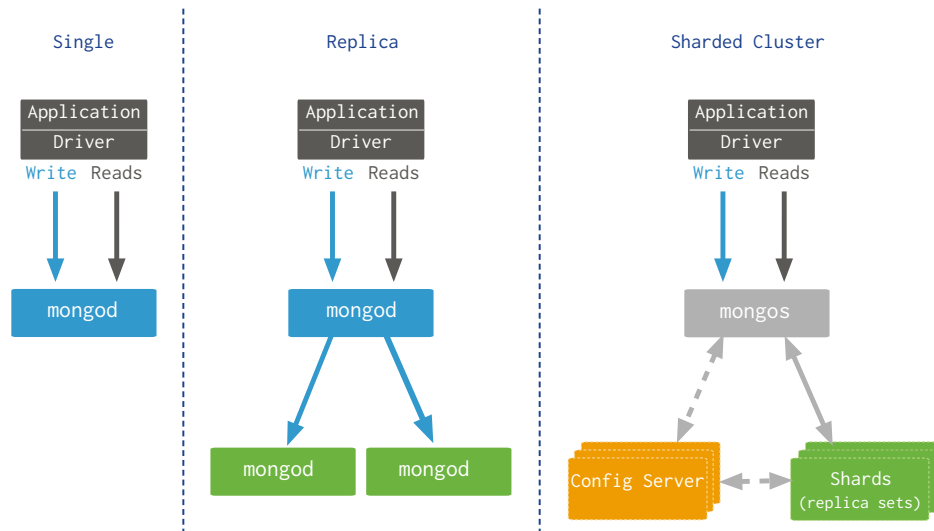 Single
Replica
Sharded Cluster
Application
Driver
Write Reads
mongod
Application
Driver
Write Reads
mongod
mongod
mongod
Application
Driver
Write Reads
mongos
Config Server
Shards
(replica sets)